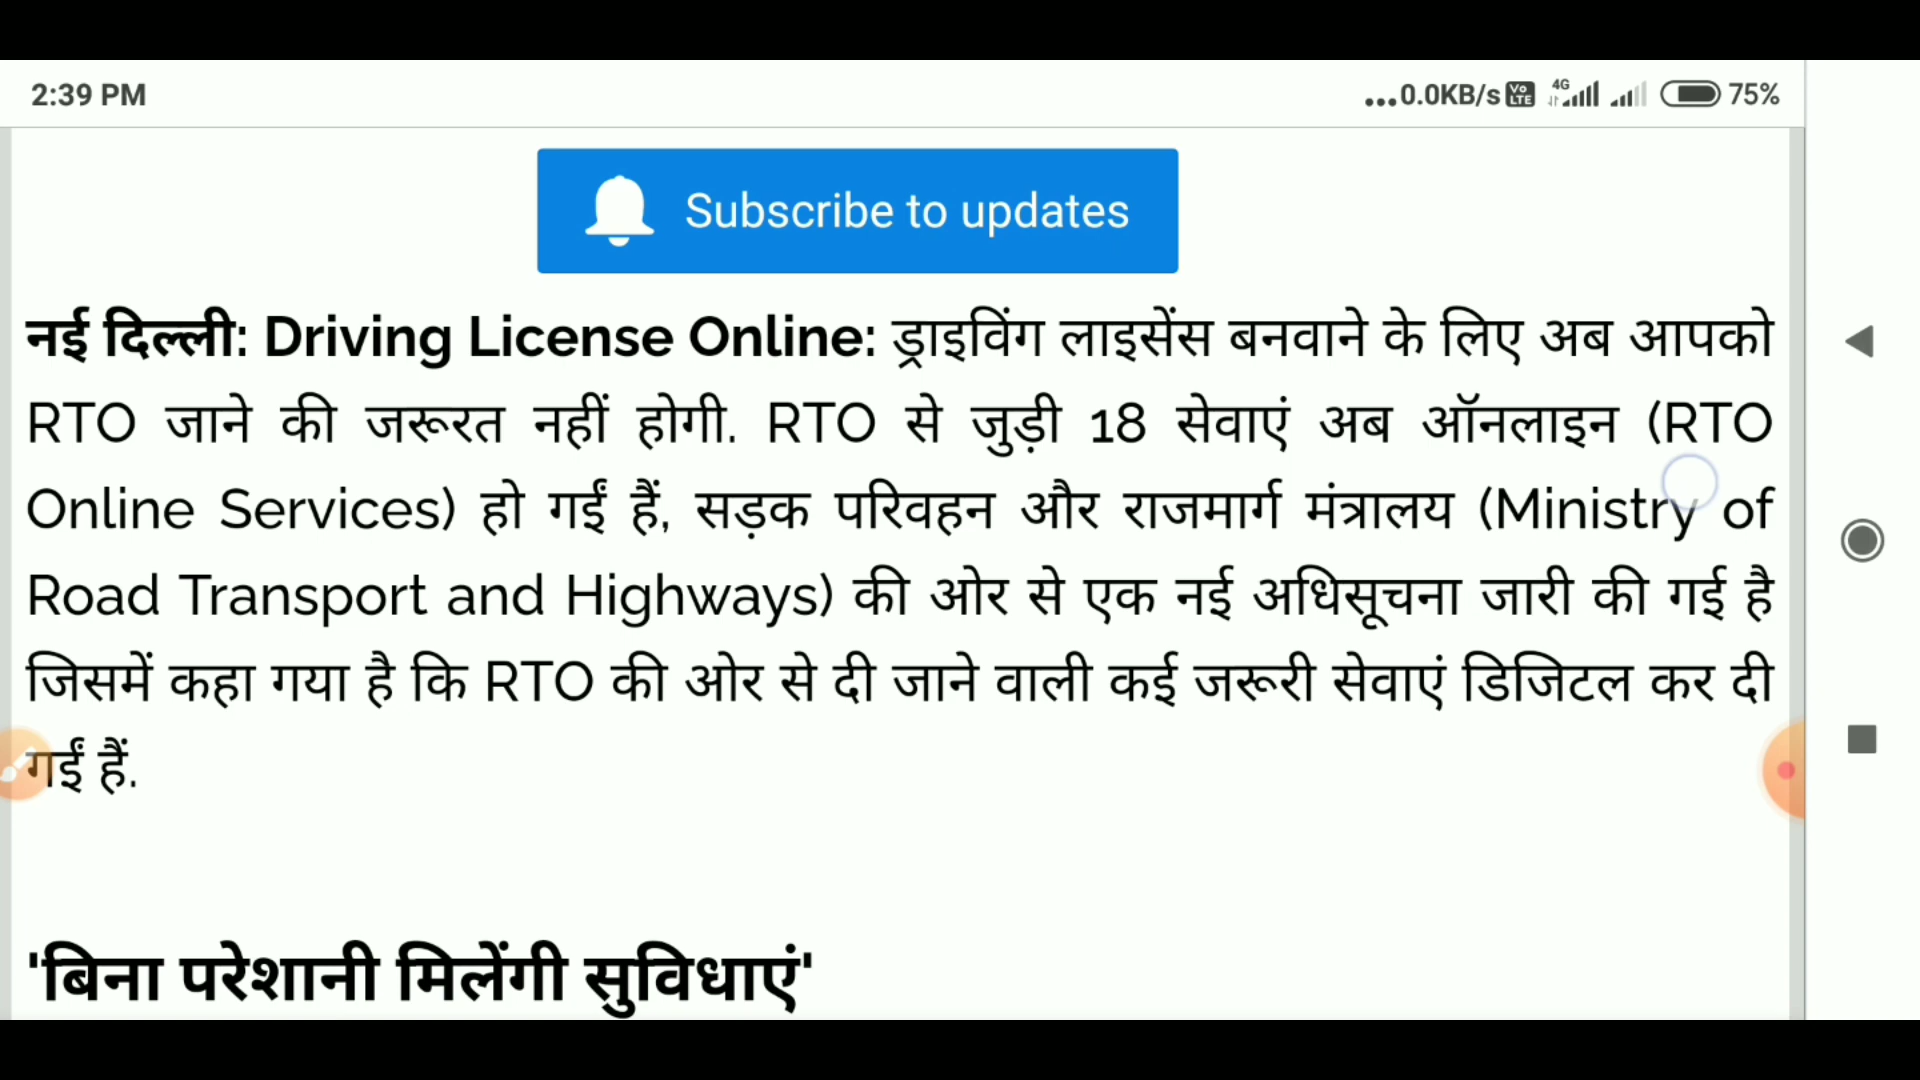 2:39 PM
...0.0KB/s Vo LTE 4G 75%
Subscribe to updates
नई दिल्ली: Driving License Online: ड्राइविंग लाइसेंस बनवाने के लिए अब आपको
RTO जाने की जरूरत नहीं होगी. RTO से जुड़ी 18 सेवाएं अब ऑनलाइन (RTO
Online Services) हो गईं हैं, सड़क परिवहन और राजमार्ग मंत्रालय (Ministry of
Road Transport and Highways) की ओर से एक नई अधिसूचना जारी की गई है
जिसमें कहा गया है कि RTO की ओर से दी जाने वाली कई जरूरी सेवाएं डिजिटल कर दी
गईं हैं.
'बिना परेशानी मिलेंगी सुविधाएं'